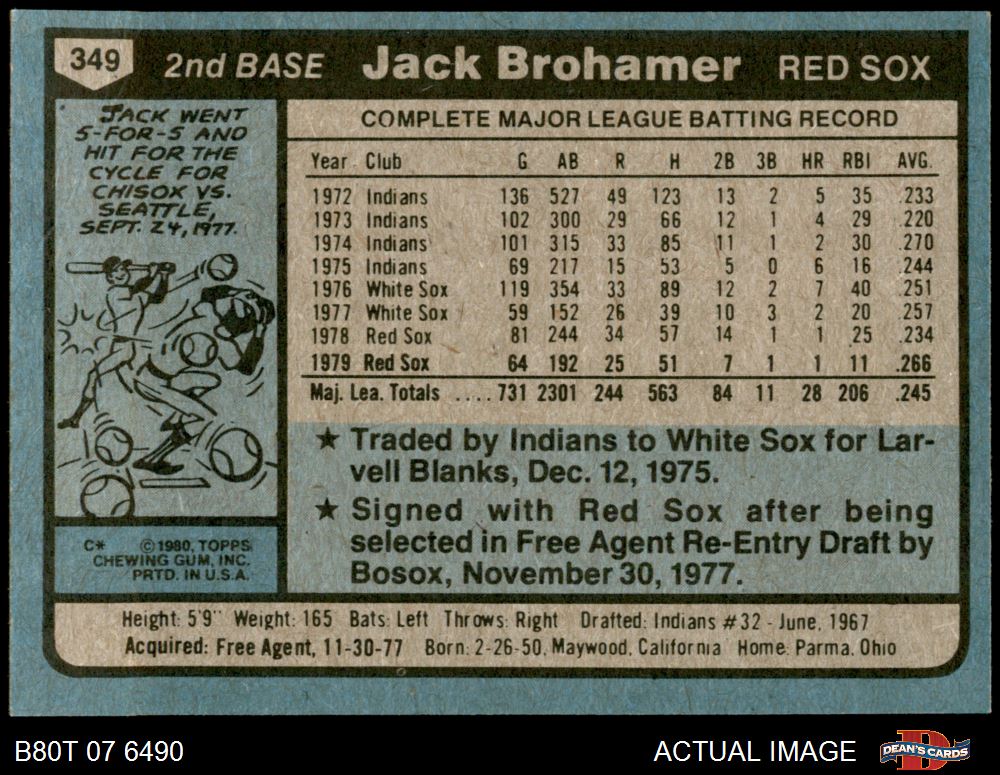 349 2nd BASE Jack Brohamer RED SOX
JACK WENT
5-FOR-5 AND
HIT FOR THE
CYCLE FOR
CHISOX VS.
SEATTLE,
SEPT. 24, 1977.
COMPLETE MAJOR LEAGUE BATTING RECORD
Year Club G AB R H 2B 3B HR RBI AVG.
1972 Indians 136 527 49 123 13 2 5 35 .233
1973 Indians 102 300 29 66 12 1 4 29 .220
1974 Indians 101 315 33 85 11 1 2 30 .270
1975 Indians 69 217 15 53 5 0 6 16 .244
1976 White Sox 119 354 33 89 12 2 7 40 .251
1977 White Sox 59 152 26 39 10 3 2 20 .257
1978 Red Sox 81 244 34 57 14 1 1 25 .234
1979 Red Sox 64 192 25 51 7 1 1 11 .266
Maj. Lea. Totals .... 731 2301 244 563 84 11 28 206 .245
★ Traded by Indians to White Sox for Lar-
vell Blanks, Dec. 12, 1975.
★ Signed with Red Sox after being
selected in Free Agent Re-Entry Draft by
Bosox, November 30, 1977.
C* ©1980, TOPPS
CHEWING GUM, INC.
PRTD. IN U.S.A.
Height: 5'9" Weight: 165 Bats: Left Throws: Right Drafted: Indians #32 - June, 1967
Acquired: Free Agent, 11-30-77 Born: 2-26-50, Maywood, California Home: Parma, Ohio
B80T 07 6490 ACTUAL IMAGE DEAN'S CARDS